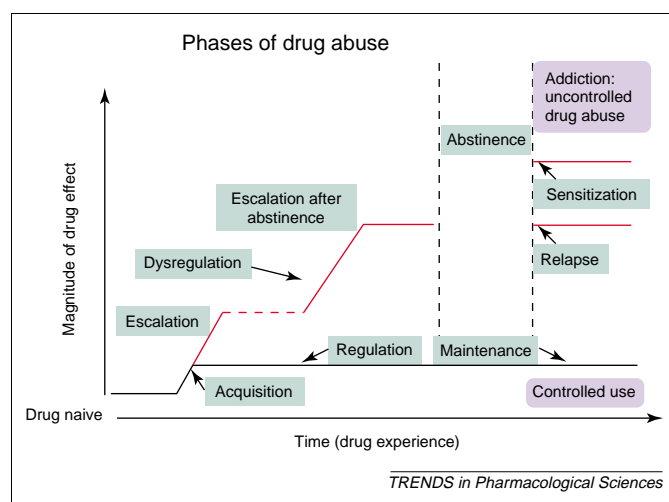 Phases of drug abuse
Addiction:
uncontrolled
drug abuse
Abstinence
Sensitization
Escalation after
abstinence
Dysregulation
Relapse
Magnitude of drug effect
Escalation
Regulation
Maintenance
Acquisition
Controlled use
Drug naive
Time (drug experience)
TRENDS in Pharmacological Sciences